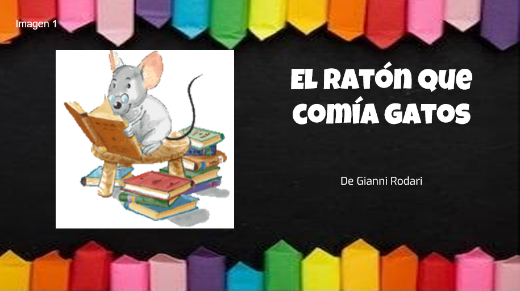 Imagen 1
El Ratón Que
comía gatos
De Gianni Rodari